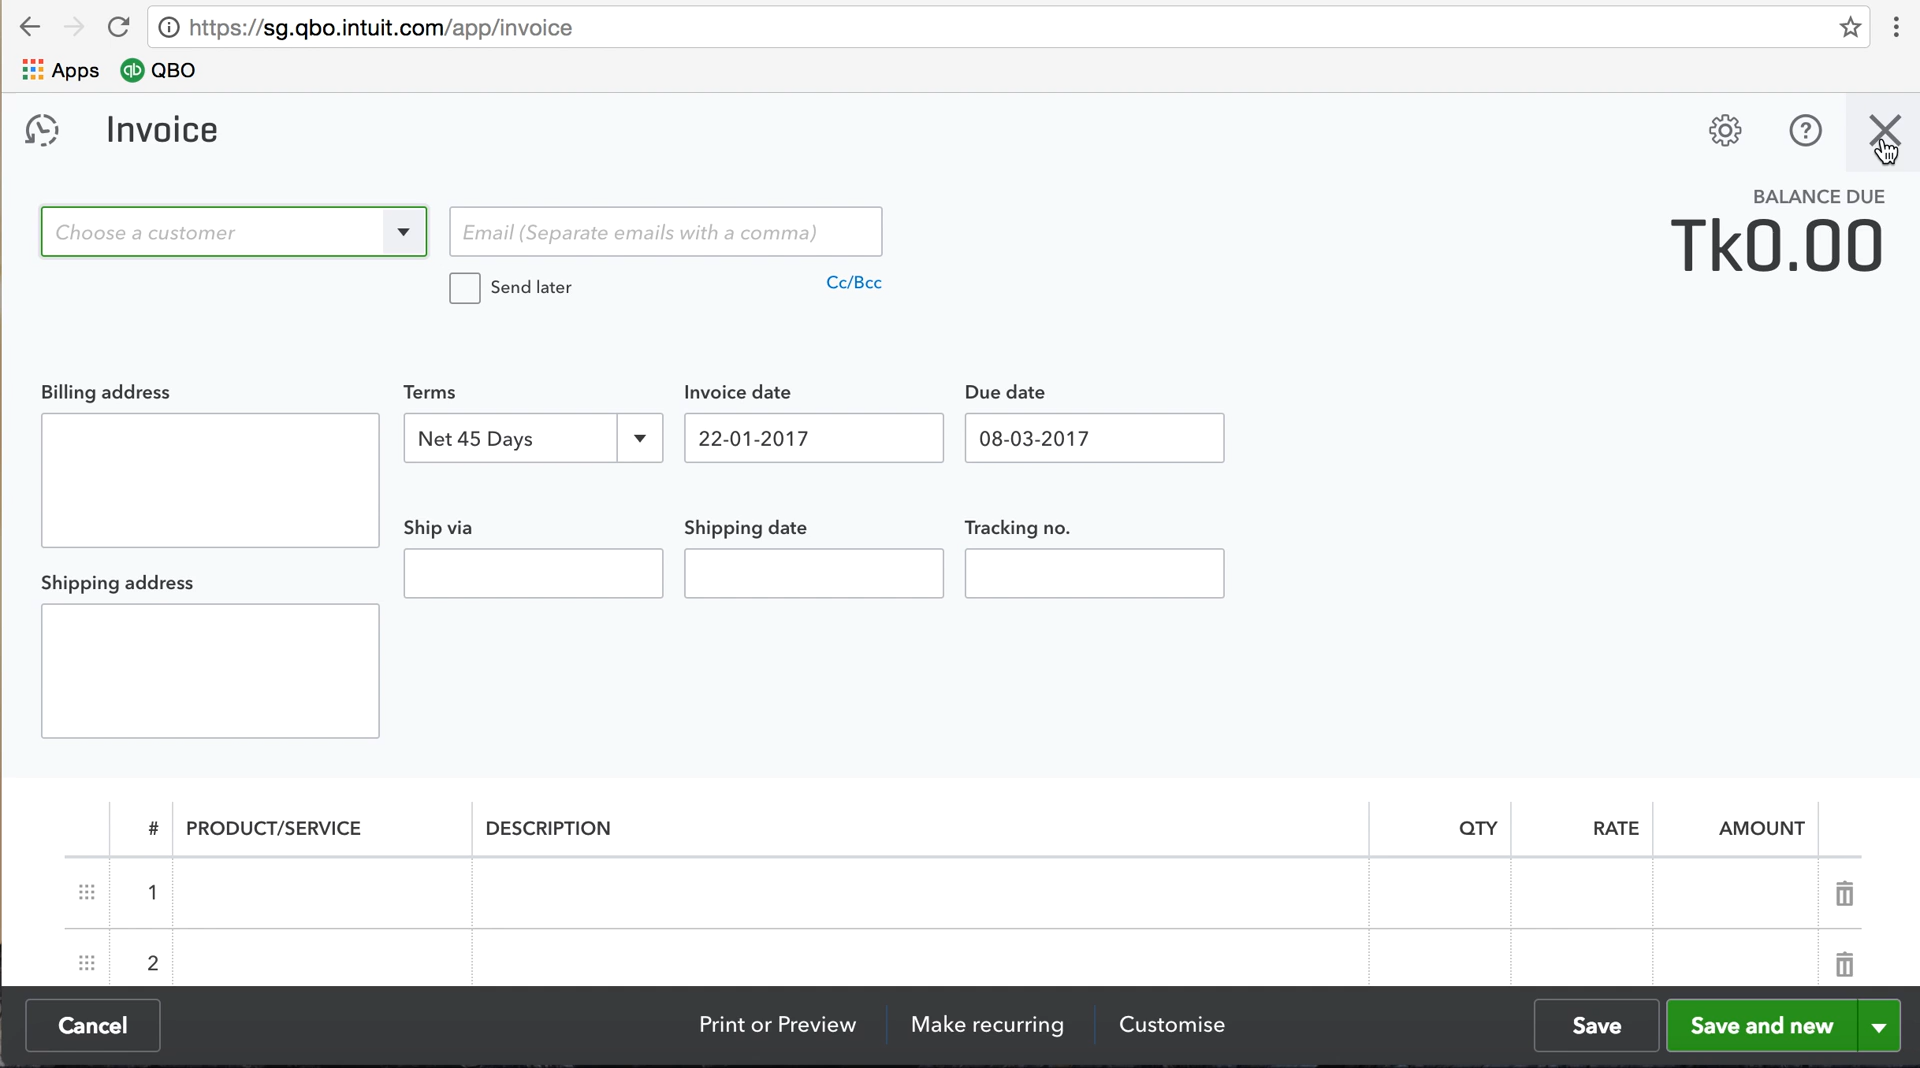 https://sg.qbo.intuit.com/app/invoice
Apps qb QBO
Invoice
?
BALANCE DUE
Tk0.00
Choose a customer
Email (Separate emails with a comma)
Send later
Cc/Bcc
Billing address
Terms
Invoice date
Due date
Net 45 Days
22-01-2017
08-03-2017
Ship via
Shipping date
Tracking no.
Shipping address
# PRODUCT/SERVICE DESCRIPTION QTY RATE AMOUNT
1
2
Cancel
Print or Preview
Make recurring
Customise
Save
Save and new